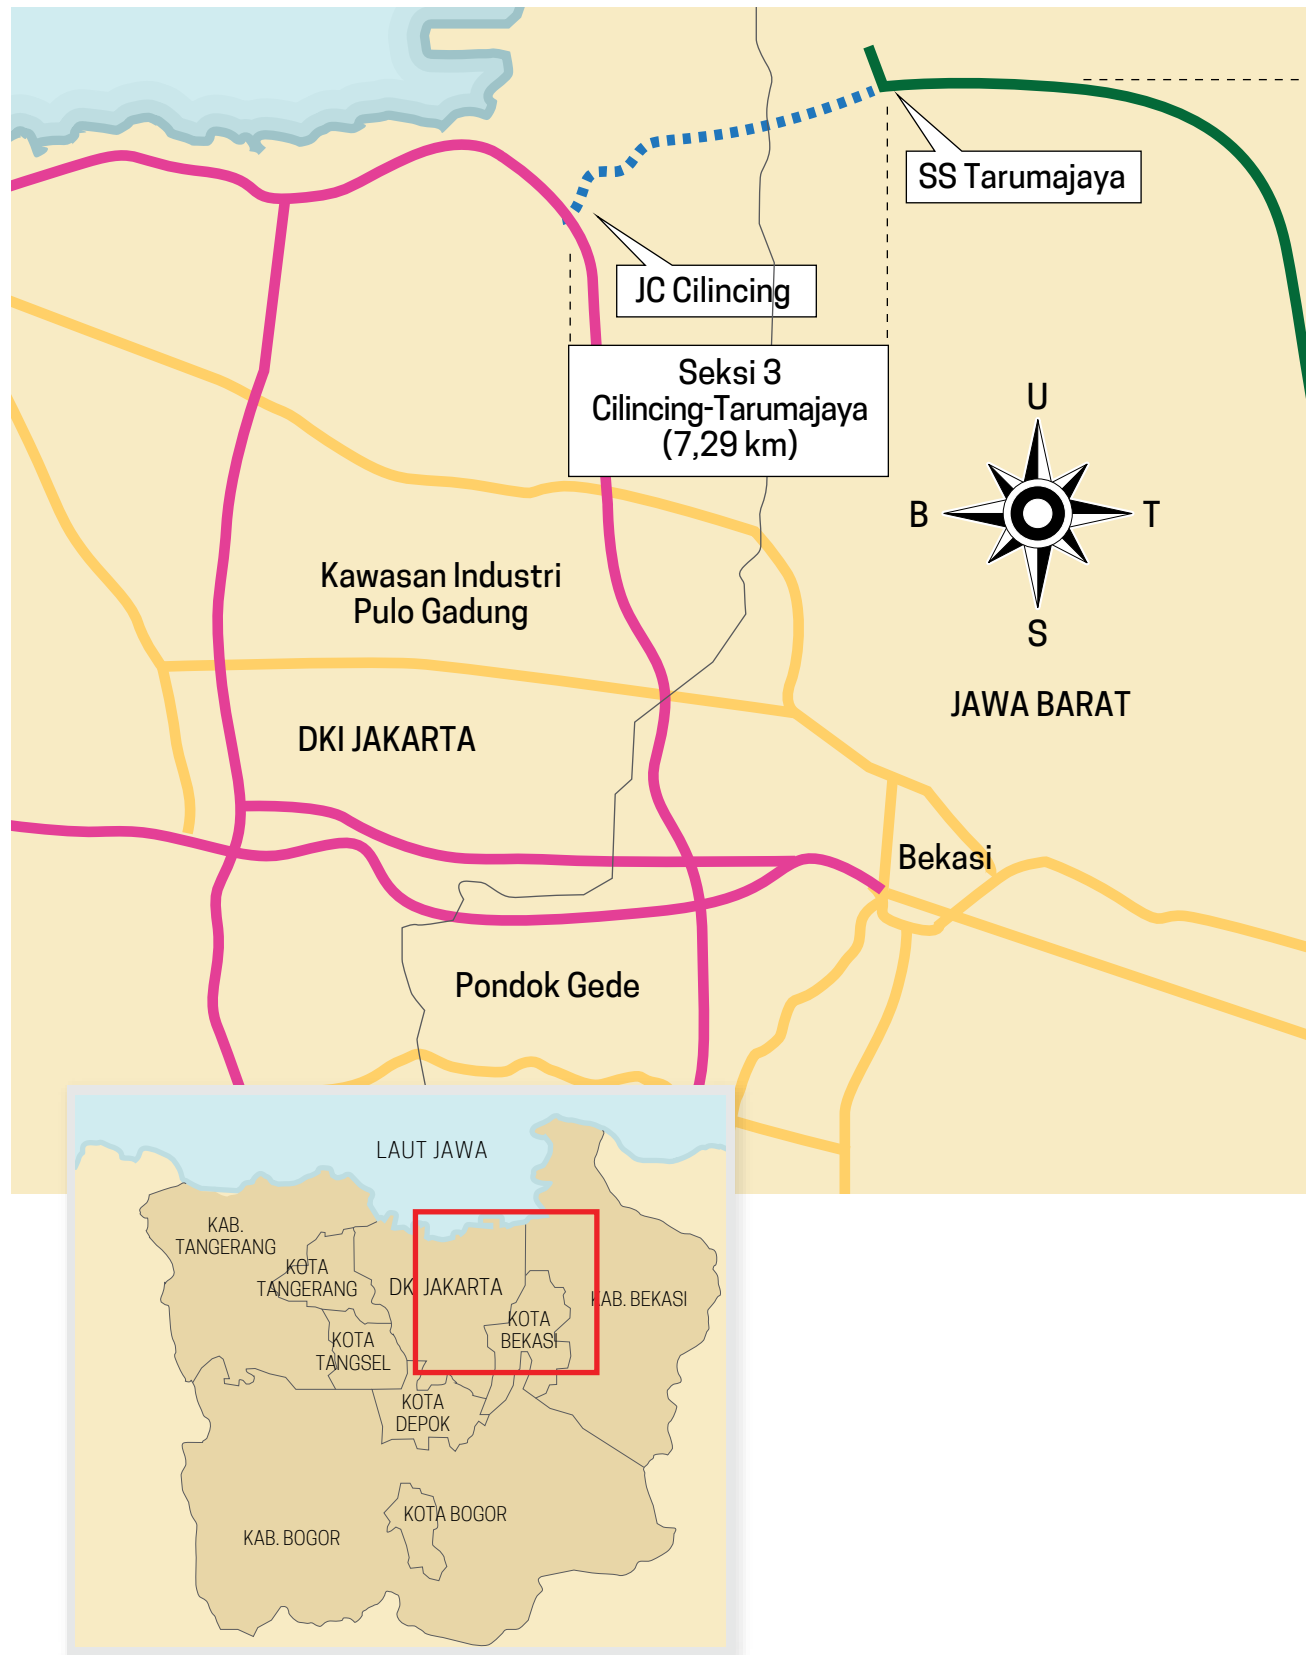 SS Tarumajaya
JC Cilincing
Seksi 3
Cilincing-Tarumajaya
(7,29 km)
U
B
T
S
Kawasan Industri
Pulo Gadung
JAWA BARAT
DKI JAKARTA
Bekasi
Pondok Gede
LAUT JAWA
KAB.
TANGERANG
KOTA
TANGERANG
DKI JAKARTA
KAB. BEKASI
KOTA
BEKASI
KOTA
TANGSEL
KOTA
DEPOK
KOTA BOGOR
KAB. BOGOR